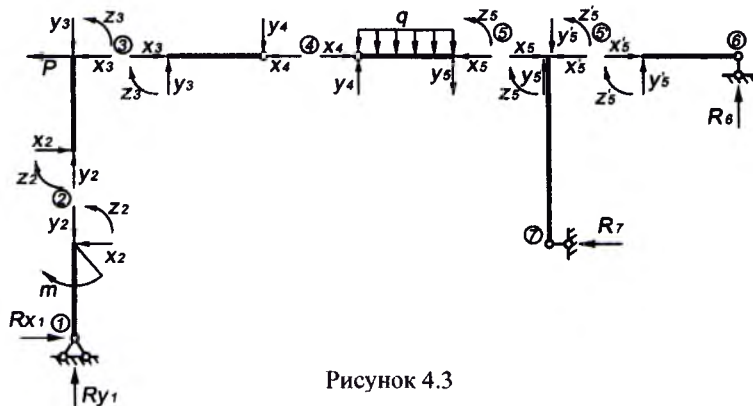 y3 z3 y4 q z5 y'5 z'5
P x3 ③ x3 x4 ④ x4 x5 ⑤ x5 x'5 ⑤' x'5 ⑥
z3 y3 y4 y5 z5 y5 z'5 y'5
R6
x2
z2 y2
②
y2 z2
x2
⑦ R7
m
Rx1 ①
Ry1
Рисунок 4.3